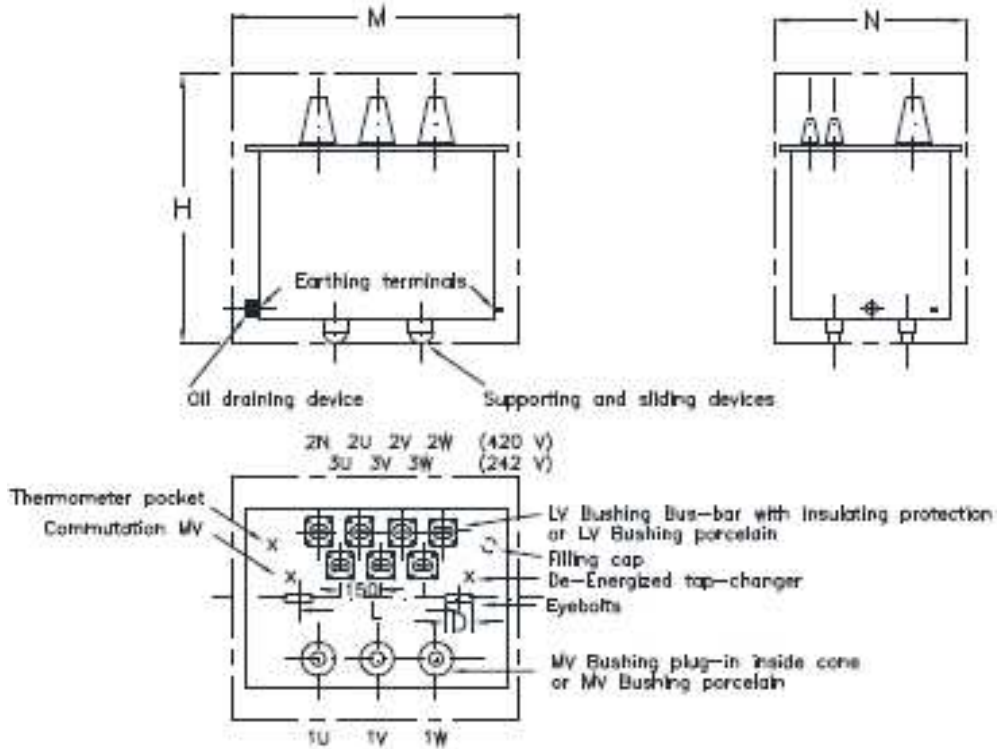 M
N
H
Earthing terminals
Oil draining device
Supporting and sliding devices
2N 2U 2V 2W (420 V)
3U 3V 3W (242 V)
Thermometer pocket
Commutation MV
LV Bushing Bus-bar with insulating protection
or LV Bushing porcelain
Filling cap
De-Energized tap-changer
Eyebolts
150
L
D
MV Bushing plug-in inside cone
or MV Bushing porcelain
1U 1V 1W